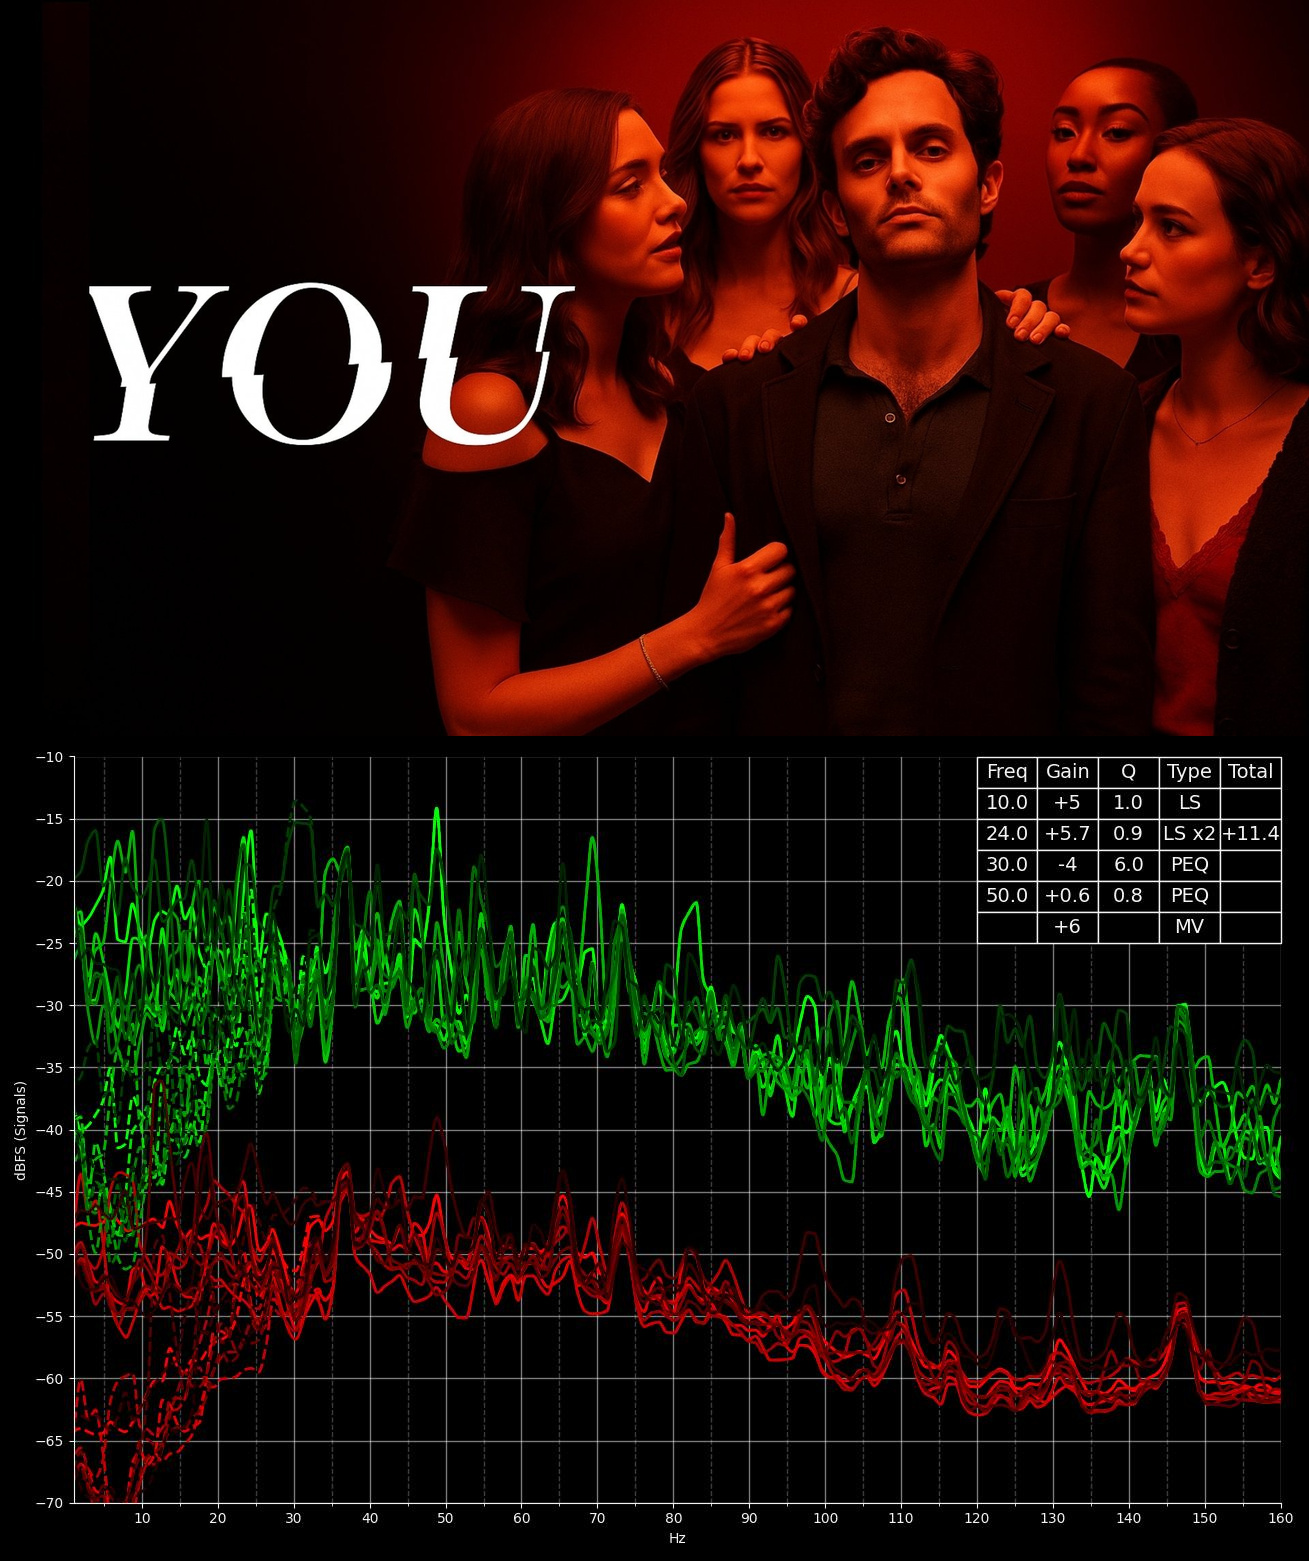 YOU
Freq Gain Q Type Total
10.0 +5 1.0 LS
24.0 +5.7 0.9 LS x2 +11.4
30.0 -4 6.0 PEQ
50.0 +0.6 0.8 PEQ
+6 MV
−10
−15
−20
−25
−30
−35
−40
−45
−50
−55
−60
−65
−70
dBFS (Signals)
10 20 30 40 50 60 70 80 90 100 110 120 130 140 150 160
Hz